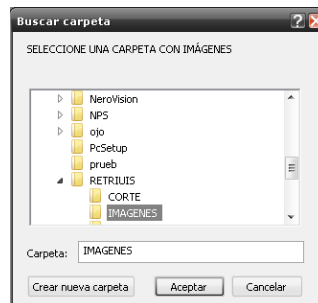 Buscar carpeta
SELECCIONE UNA CARPETA CON IMÁGENES
NeroVision
NPS
ojo
PcSetup
prueb
RETRIUIS
CORTE
IMAGENES
Carpeta: IMAGENES
Crear nueva carpeta Aceptar Cancelar